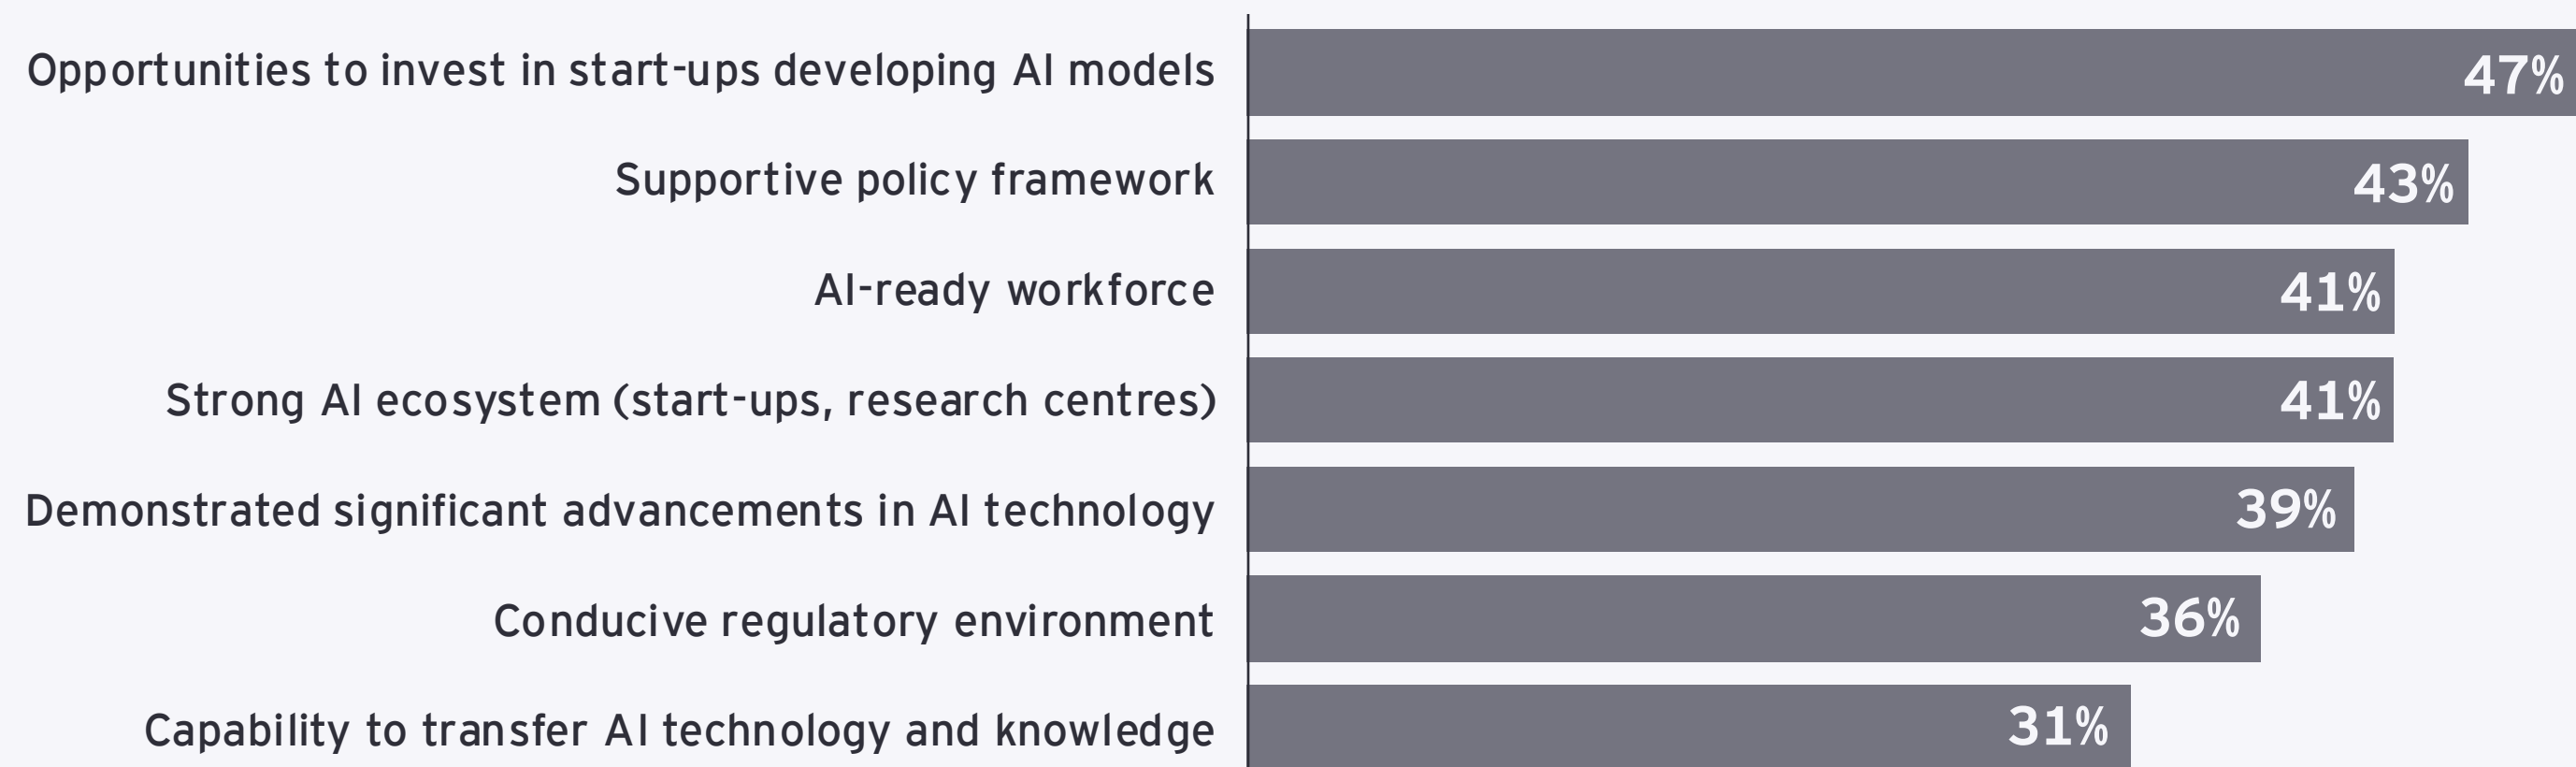 Opportunities to invest in start-ups developing AI models 47%
Supportive policy framework 43%
AI-ready workforce 41%
Strong AI ecosystem (start-ups, research centres) 41%
Demonstrated significant advancements in AI technology 39%
Conducive regulatory environment 36%
Capability to transfer AI technology and knowledge 31%